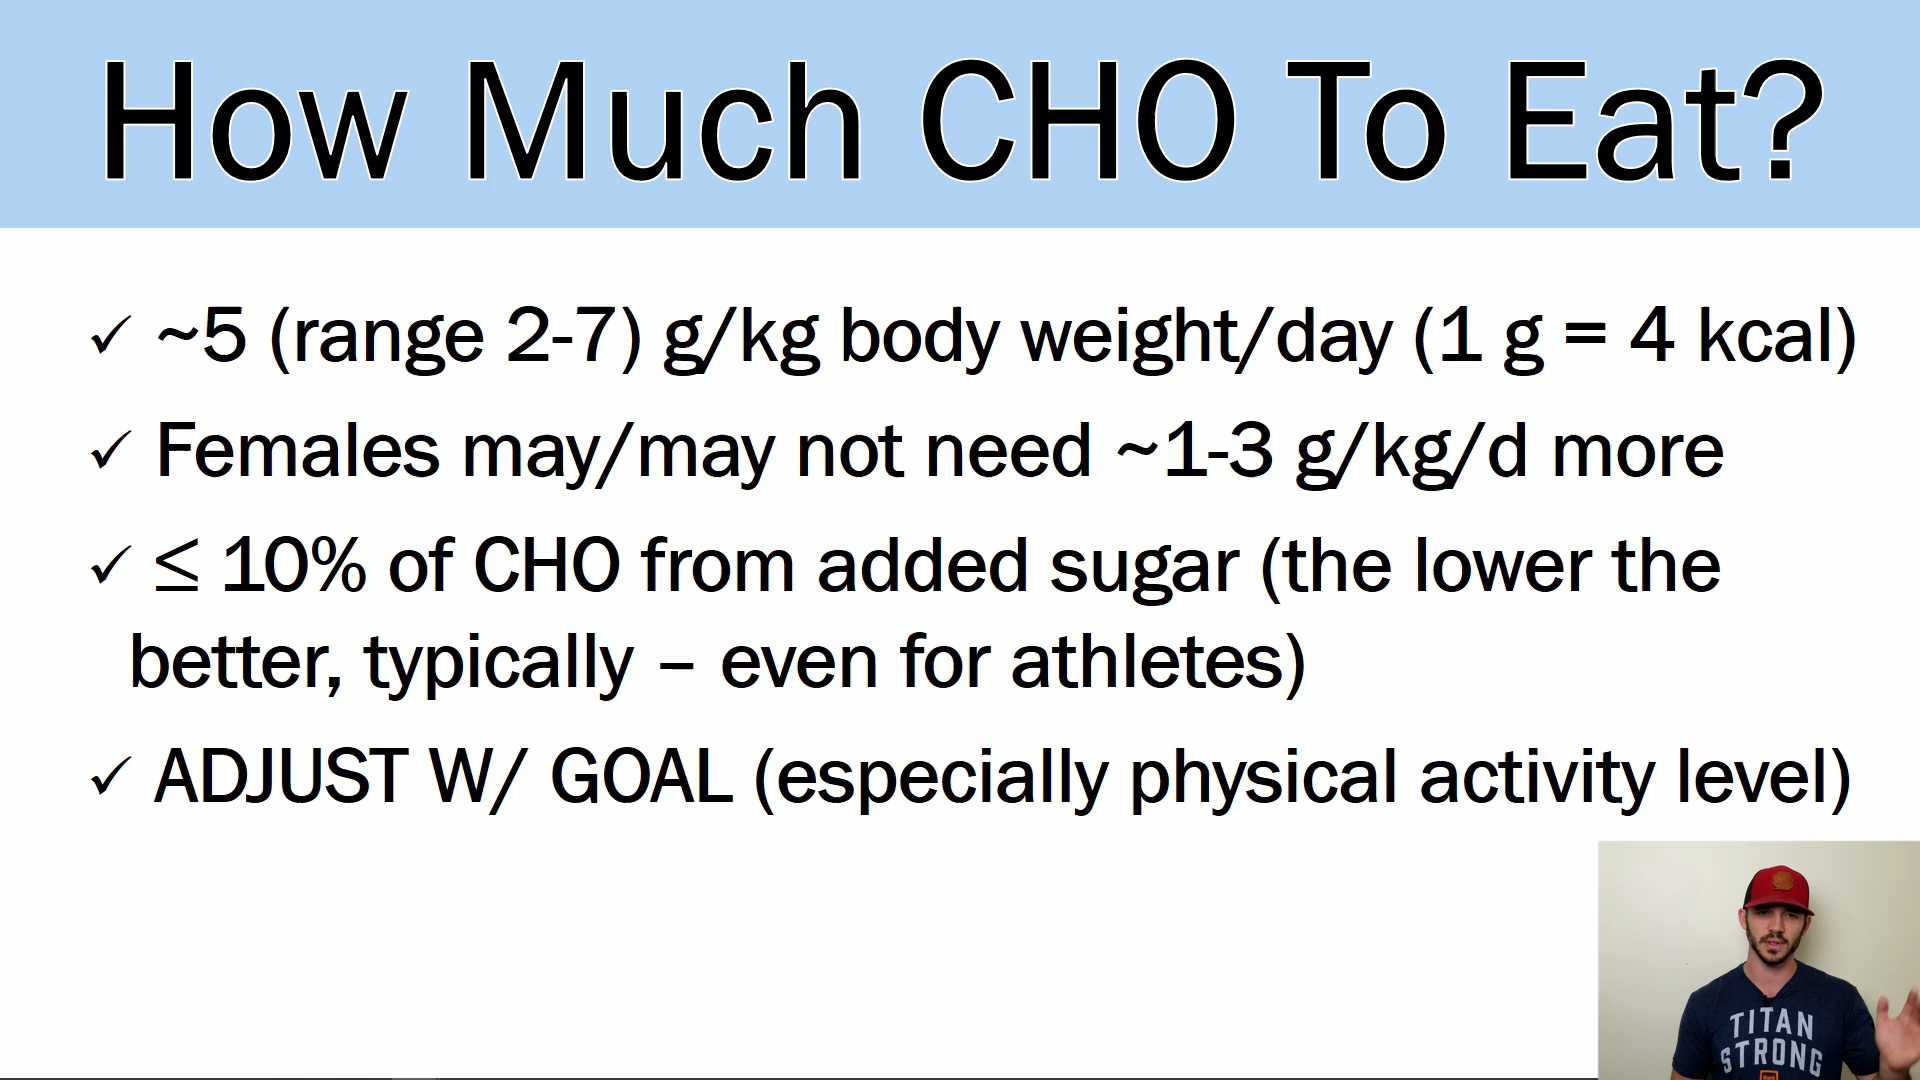 How Much CHO To Eat?
✓ ~5 (range 2-7) g/kg body weight/day (1 g = 4 kcal)
✓ Females may/may not need ~1-3 g/kg/d more
✓ ≤ 10% of CHO from added sugar (the lower the
better, typically – even for athletes)
✓ ADJUST W/ GOAL (especially physical activity level)
TITAN
STRONG